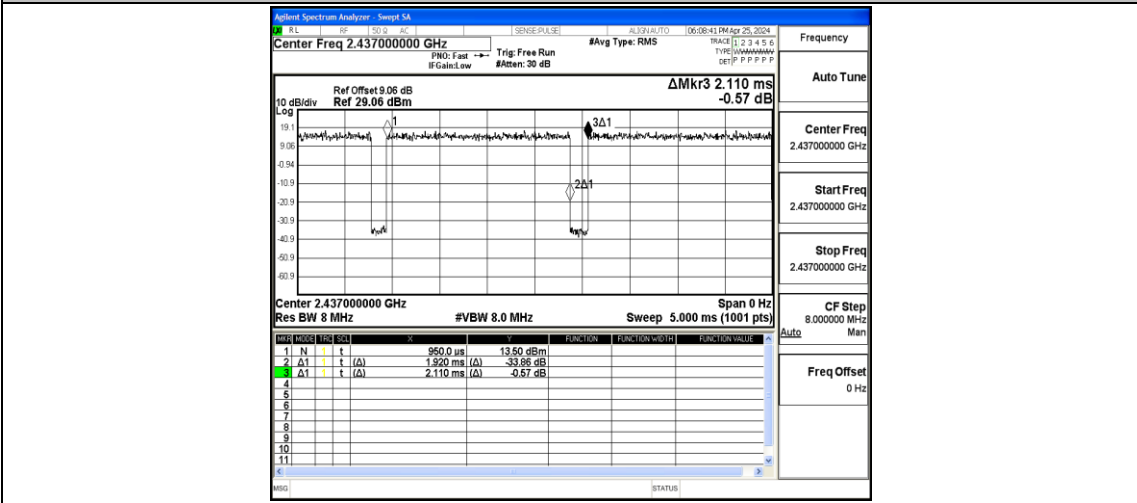 Agilent Spectrum Analyzer - Swept SA
RL RF 50 Ω AC SENSE:PULSE ALIGN AUTO 06:08:41 PM Apr 25, 2024
Center Freq 2.437000000 GHz #Avg Type: RMS TRACE 1 2 3 4 5 6
PNO: Fast Trig: Free Run TYPE
IFGain:Low #Atten: 30 dB DET P P P P P P
ΔMkr3 2.110 ms
-0.57 dB
Ref Offset 9.06 dB
10 dB/div Ref 29.06 dBm
Log
19.1
9.06
-0.94
-10.9
-20.9
-30.9
-40.9
-50.9
-60.9
1
3Δ1
2Δ1
Center 2.437000000 GHz Span 0 Hz
Res BW 8 MHz #VBW 8.0 MHz Sweep 5.000 ms (1001 pts)
MKR MODE TRC SCL X Y FUNCTION FUNCTION WIDTH FUNCTION VALUE
1 N 1 t 950.0 µs 13.50 dBm
2 Δ1 1 t (Δ) 1.920 ms (Δ) -33.86 dB
3 Δ1 1 t (Δ) 2.110 ms (Δ) -0.57 dB
4
5
6
7
8
9
10
11
MSG STATUS
Frequency
Auto Tune
Center Freq
2.437000000 GHz
Start Freq
2.437000000 GHz
Stop Freq
2.437000000 GHz
CF Step
8.000000 MHz
Auto Man
Freq Offset
0 Hz